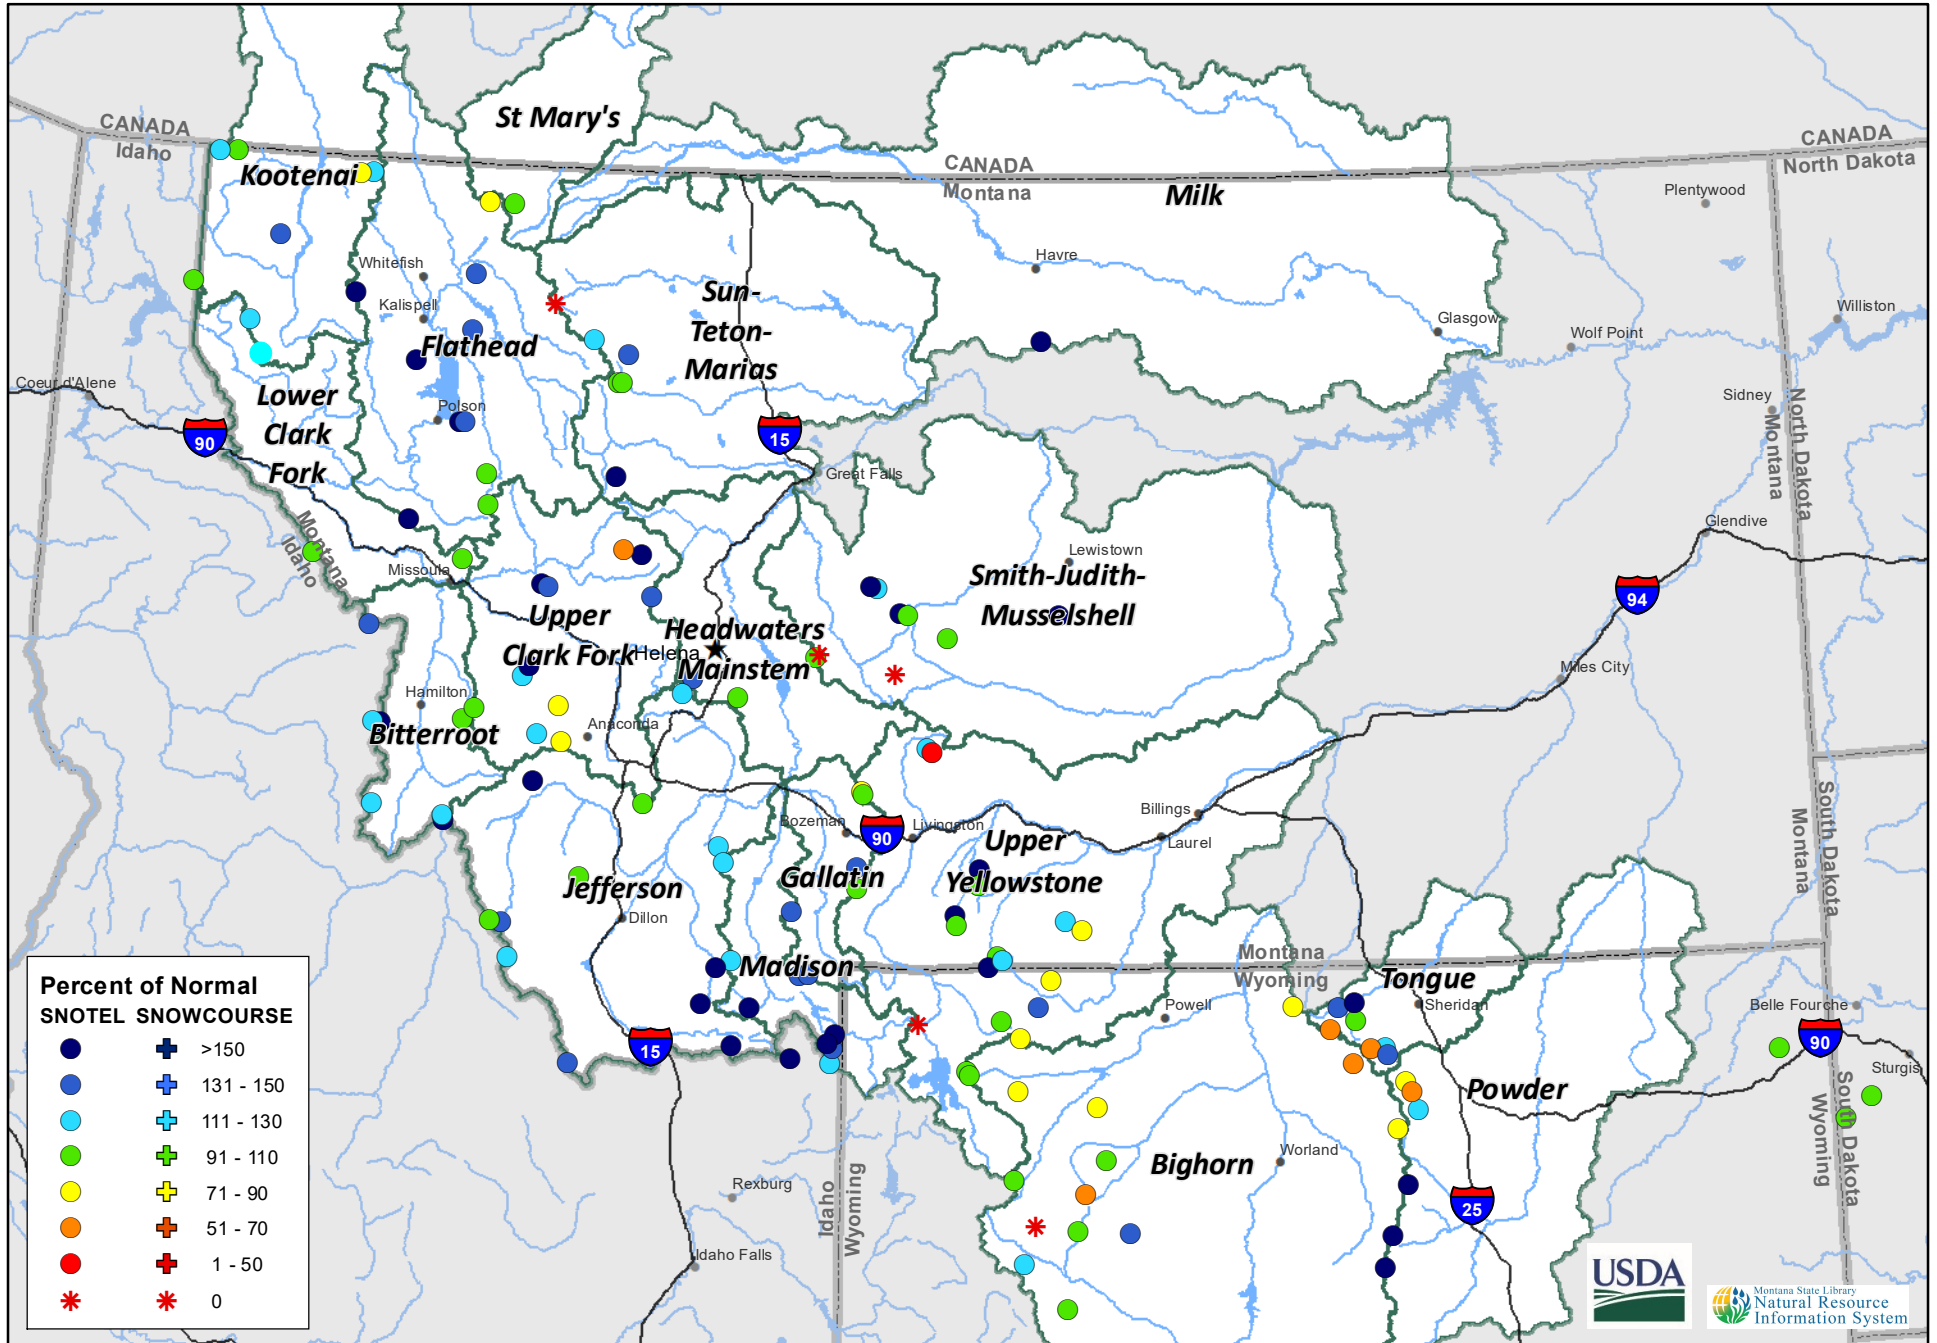 St Mary's
CANADA
Idaho
CANADA
Montana
CANADA
North Dakota
Kootenai
Milk
Plentywood
Whitefish
Havre
Kalispell
Sun-
Teton-
Marias
Glasgow
Wolf Point
Williston
Flathead
Coeur d'Alene
Lower
Clark
Fork
Polson
Sidney
North Dakota
Montana
90
15
Great Falls
Glendive
Montana
Idaho
Missoula
Lewistown
Smith-Judith-
Musselshell
94
Upper
Clark Fork
Headwaters
Mainstem
Helena
Miles City
Hamilton
Bitterroot
Anaconda
Bozeman
90
Livingston
Billings
Laurel
South Dakota
Montana
Upper
Yellowstone
Jefferson
Gallatin
Dillon
Madison
Montana
Wyoming
Tongue
Sheridan
Powell
Belle Fourche
90
Sturgis
15
Powder
South Dakota
Wyoming
Bighorn
Worland
Rexburg
Idaho
Wyoming
25
Idaho Falls
Percent of Normal
SNOTEL SNOWCOURSE
>150
131 - 150
111 - 130
91 - 110
71 - 90
51 - 70
1 - 50
0
USDA
Montana State Library
Natural Resource
Information System